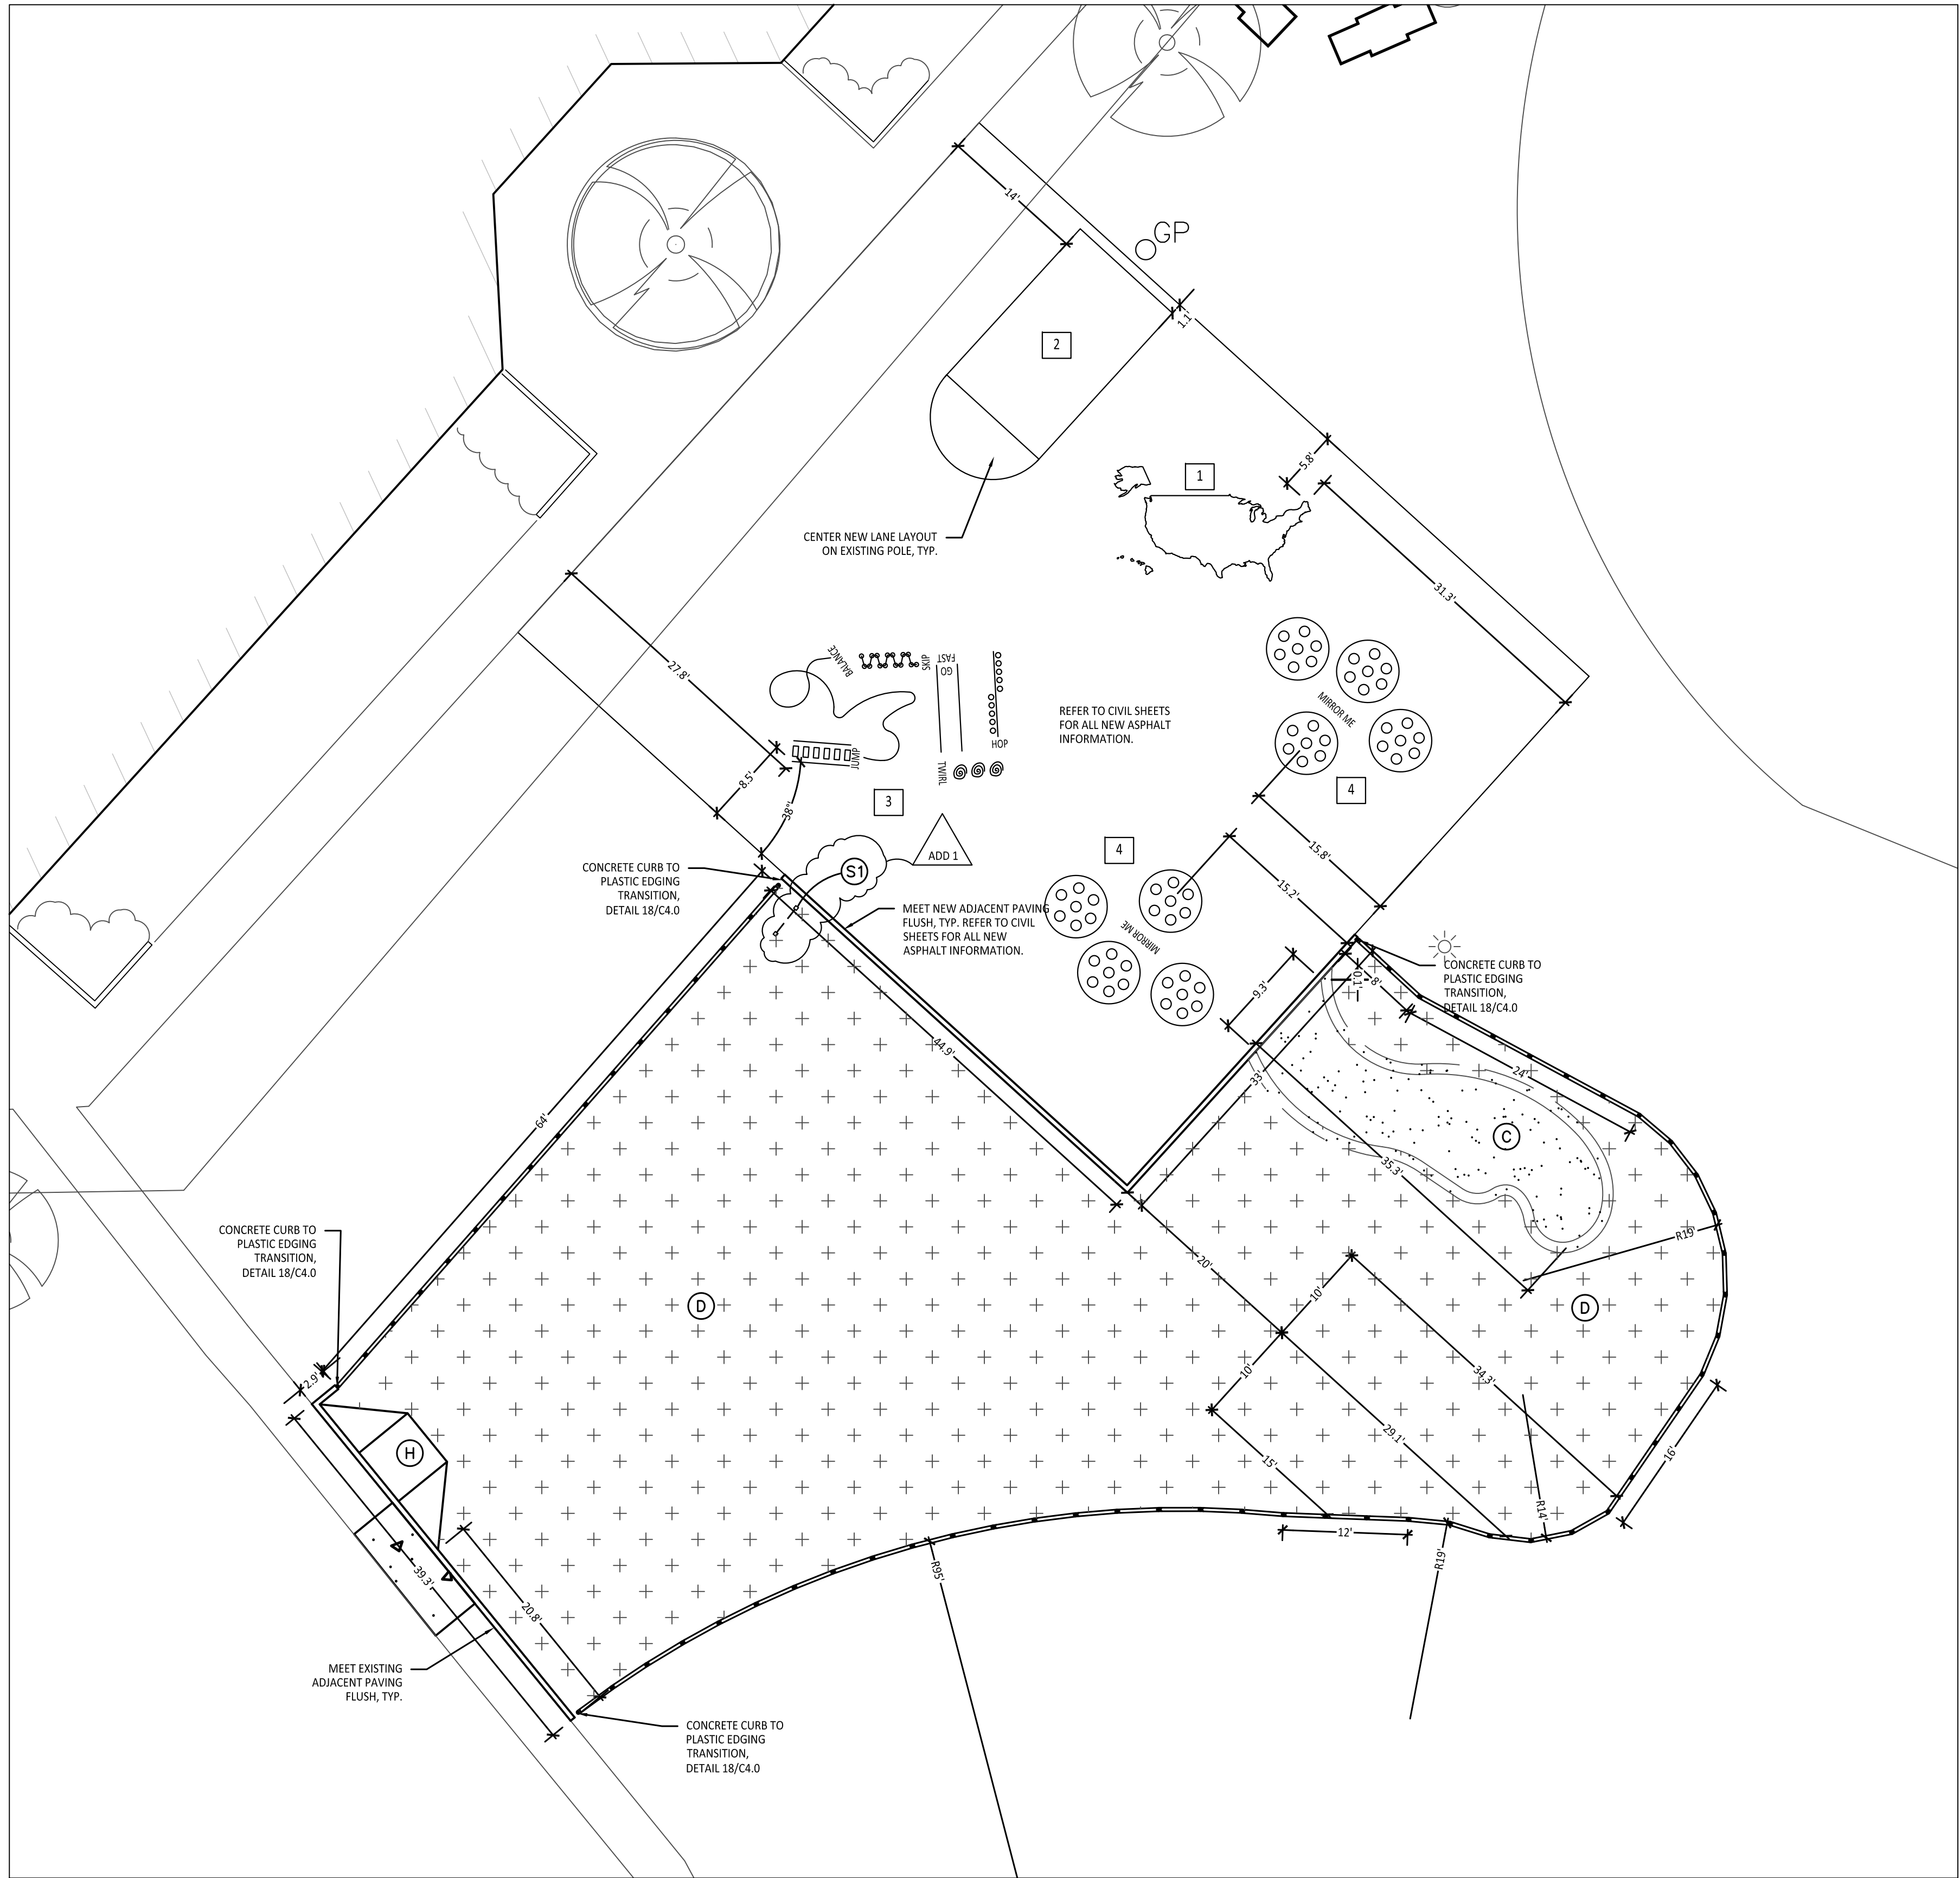 14'
GP
1.1'
2
5.8'
1
CENTER NEW LANE LAYOUT
ON EXISTING POLE, TYP.
31.3'
27.8'
BALANCE
SKIP
FAST
GO
MIRROR ME
REFER TO CIVIL SHEETS
FOR ALL NEW ASPHALT
INFORMATION.
HOP
JUMP
TWIRL
8.5'
38°
3
4
ADD 1
4
15.8'
CONCRETE CURB TO
PLASTIC EDGING
TRANSITION,
DETAIL 18/C4.0
S1
15.2'
MEET NEW ADJACENT PAVING
FLUSH, TYP. REFER TO CIVIL
SHEETS FOR ALL NEW
ASPHALT INFORMATION.
MIRROR ME
CONCRETE CURB TO
PLASTIC EDGING
TRANSITION,
DETAIL 18/C4.0
9.3'
0.1'
8'
44.9'
33'
24'
64'
C
35.3'
R19'
CONCRETE CURB TO
PLASTIC EDGING
TRANSITION,
DETAIL 18/C4.0
20'
10'
D
D
10'
34.3'
2.9'
29.1'
H
15'
16'
R14'
12'
R19'
R95'
39.3'
20.8'
MEET EXISTING
ADJACENT PAVING
FLUSH, TYP.
CONCRETE CURB TO
PLASTIC EDGING
TRANSITION,
DETAIL 18/C4.0